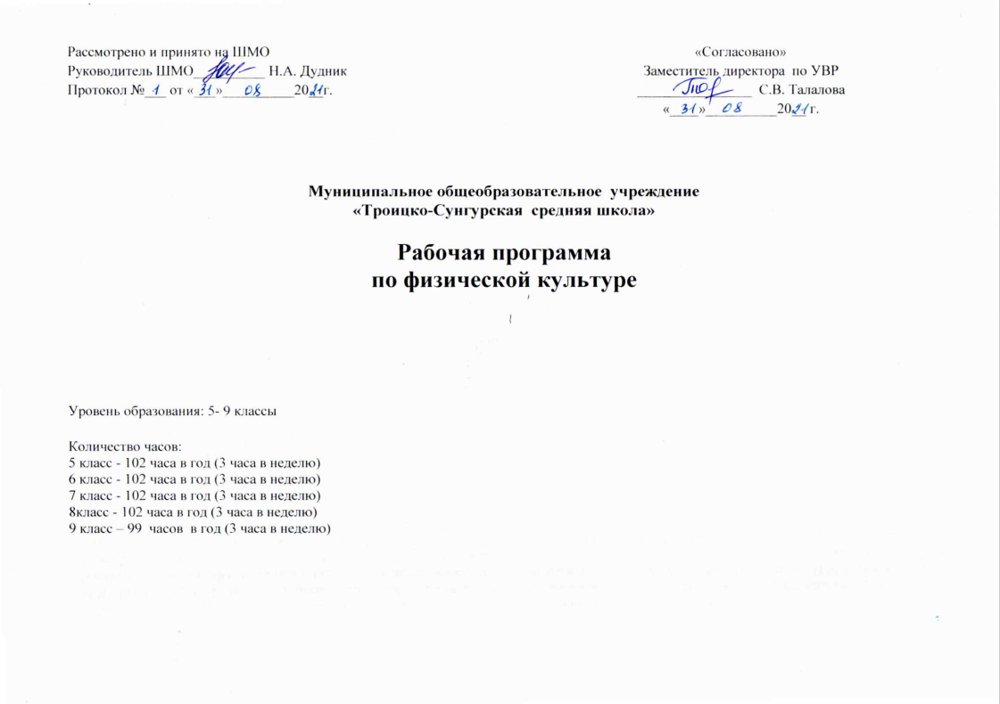 Рассмотрено и принято на ШМО
Руководитель ШМО__________ Н.А. Дудник
Протокол №_1_ от «_31_»___08_____2021г.
«Согласовано»
Заместитель директора по УВР
________________ С.В. Талалова
«_31_»___08_____2021 г.
Муниципальное общеобразовательное учреждение
«Троицко-Сунгурская средняя школа»
Рабочая программа
по физической культуре
Уровень образования: 5- 9 классы
Количество часов:
5 класс - 102 часа в год (3 часа в неделю)
6 класс - 102 часа в год (3 часа в неделю)
7 класс - 102 часа в год (3 часа в неделю)
8класс - 102 часа в год (3 часа в неделю)
9 класс – 99 часов в год (3 часа в неделю)